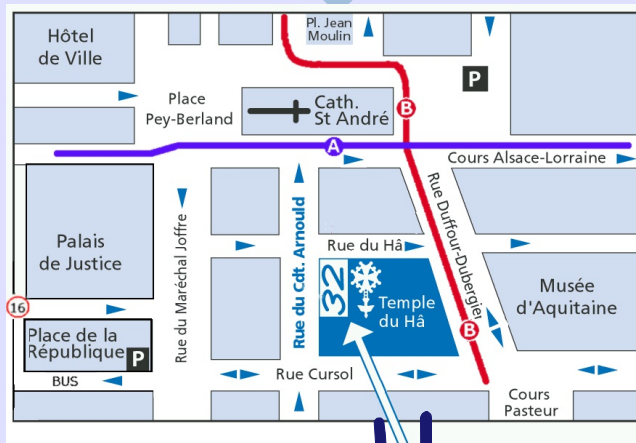 Hôtel
de Ville
Pl. Jean
Moulin
P
Place
Pey-Berland
Cath.
St André
B
A
Cours Alsace-Lorraine
Palais
de Justice
Rue du Maréchal Joffre
Rue du Cdt. Arnould
Rue Duffour-Dubergier
Rue du Hâ
32
Temple
du Hâ
Musée
d'Aquitaine
16
Place de la
République
P
B
BUS
Rue Cursol
Cours
Pasteur